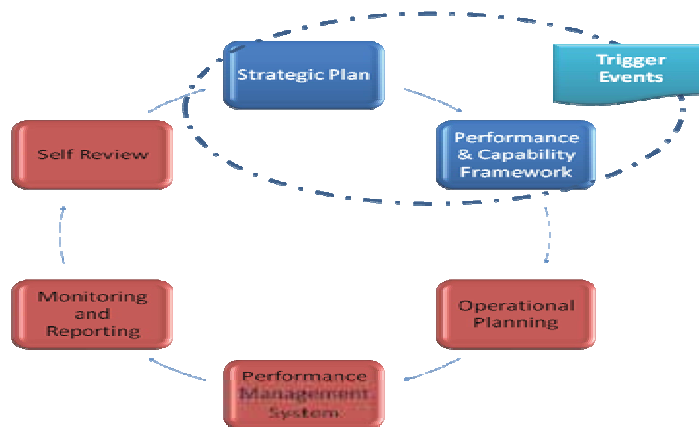 Strategic Plan
Trigger
Events
Performance
& Capability
Framework
Self Review
Monitoring
and
Reporting
Operational
Planning
Performance
Management
System